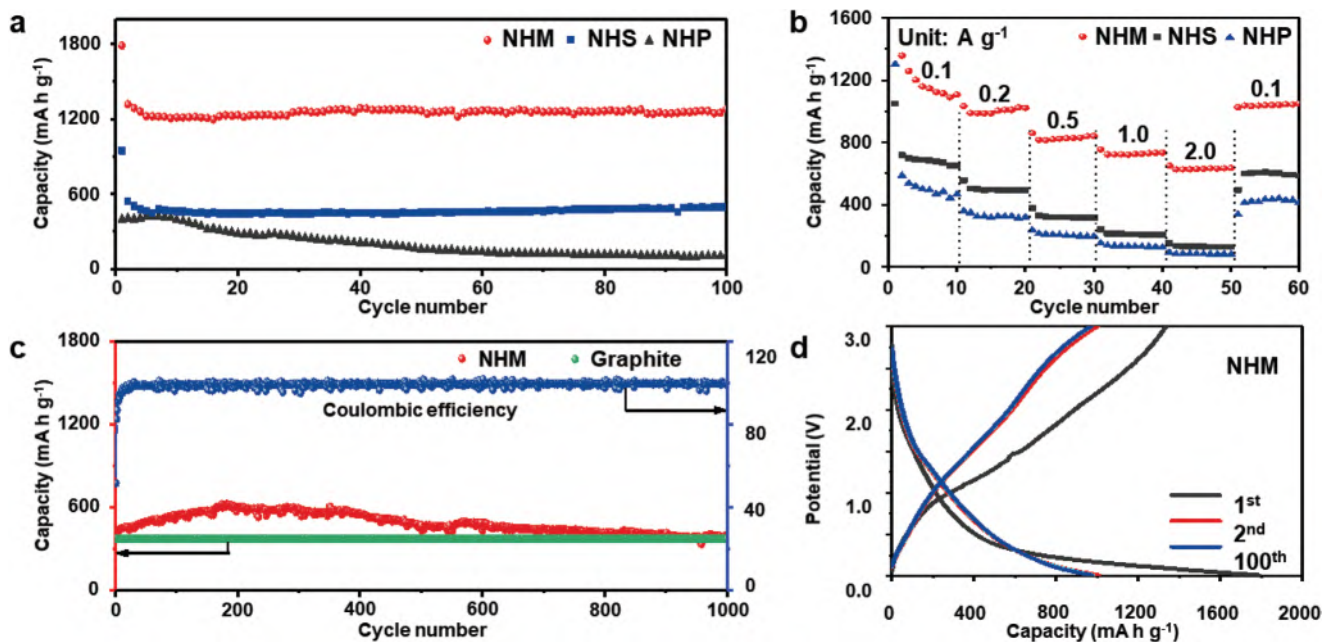 a
NHM NHS NHP
Capacity (mA h g⁻¹)
1800
1200
600
0
0 20 40 60 80 100
Cycle number
b
Unit: A g⁻¹ NHM NHS NHP
0.1 0.2 0.5 1.0 2.0 0.1
Capacity (mA h g⁻¹)
1600
1200
800
400
0
0 10 20 30 40 50 60
Cycle number
c
NHM Graphite
Coulombic efficiency
Capacity (mA h g⁻¹)
1800
1200
600
0
120
80
40
0
0 200 400 600 800 1000
Cycle number
d
NHM
Potential (V)
3.0
2.0
1.0
0.0
1ˢᵗ
2ⁿᵈ
100ᵗʰ
0 400 800 1200 1600 2000
Capacity (mA h g⁻¹)